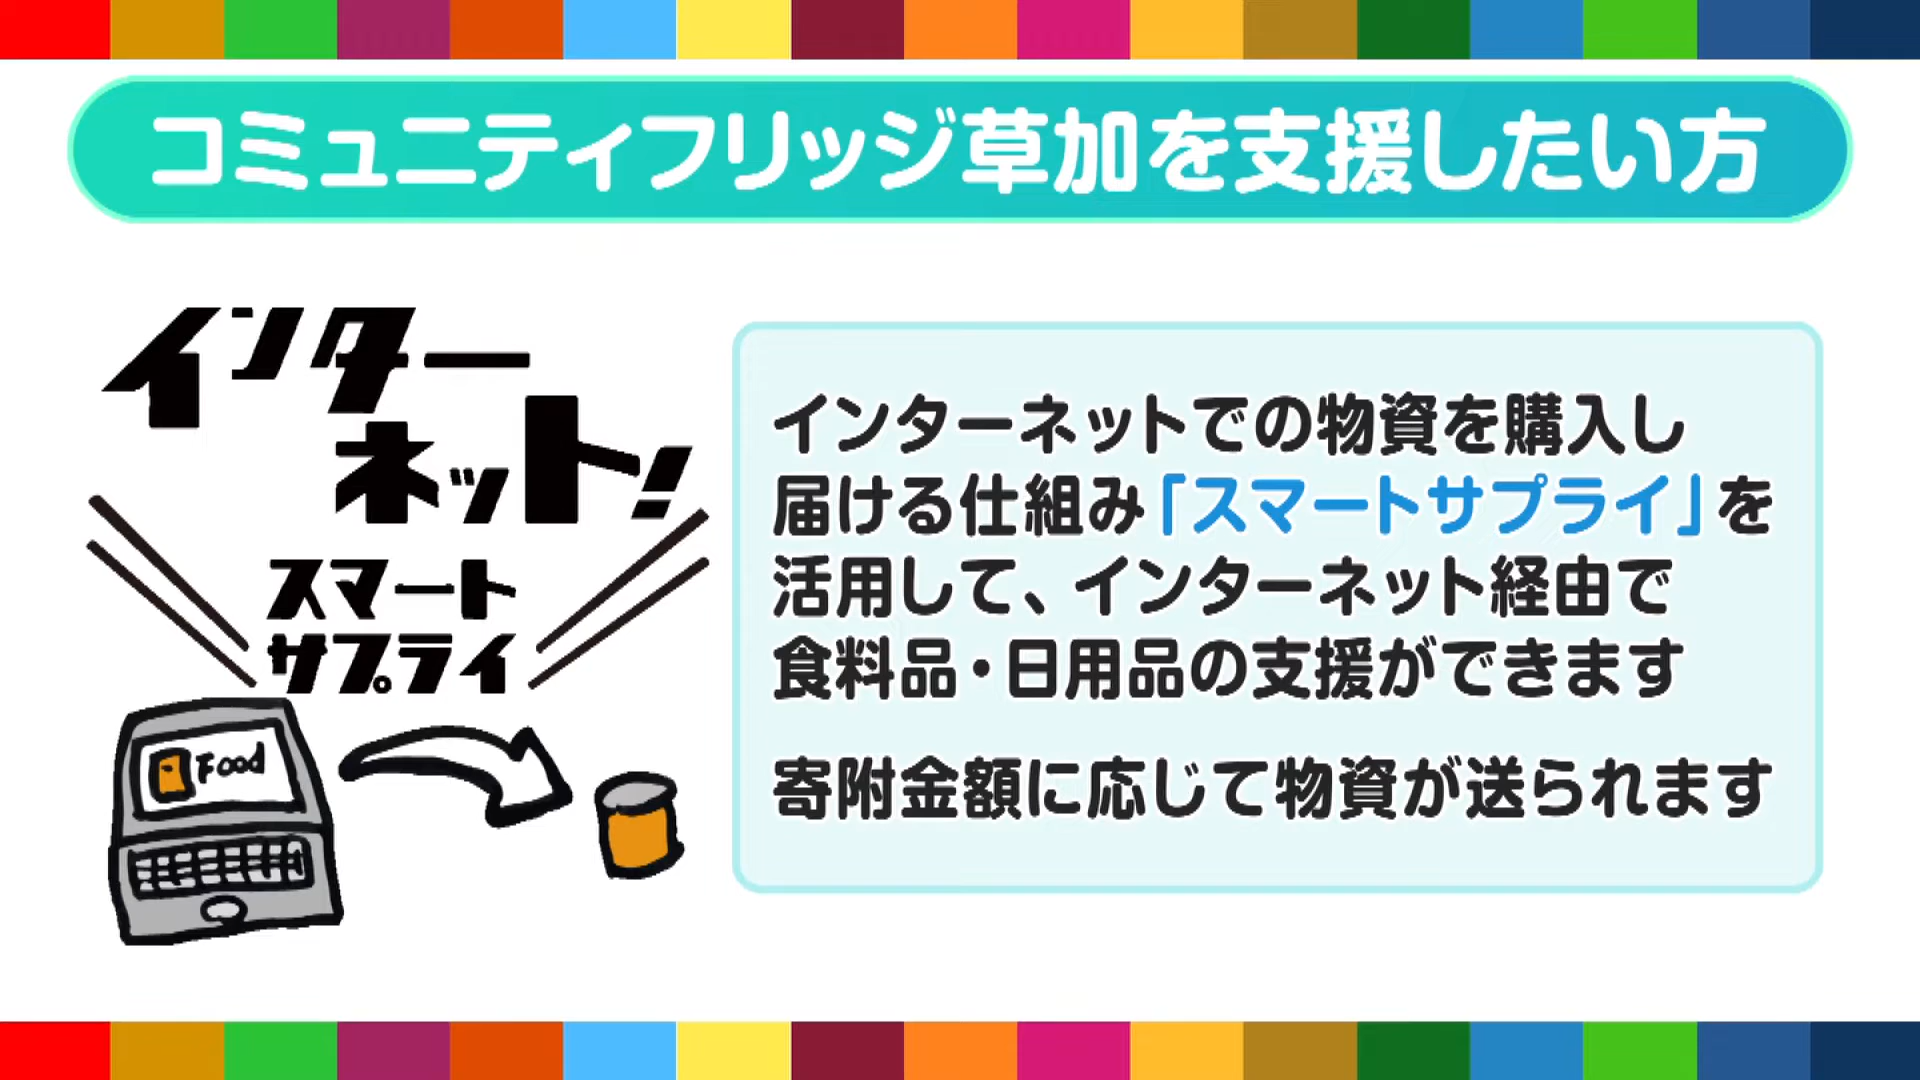 コミュニティフリッジ草加を支援したい方
インター
ネット!
スマート
サプライ
Food
インターネットでの物資を購入し
届ける仕組み「スマートサプライ」を
活用して、インターネット経由で
食料品・日用品の支援ができます
寄附金額に応じて物資が送られます